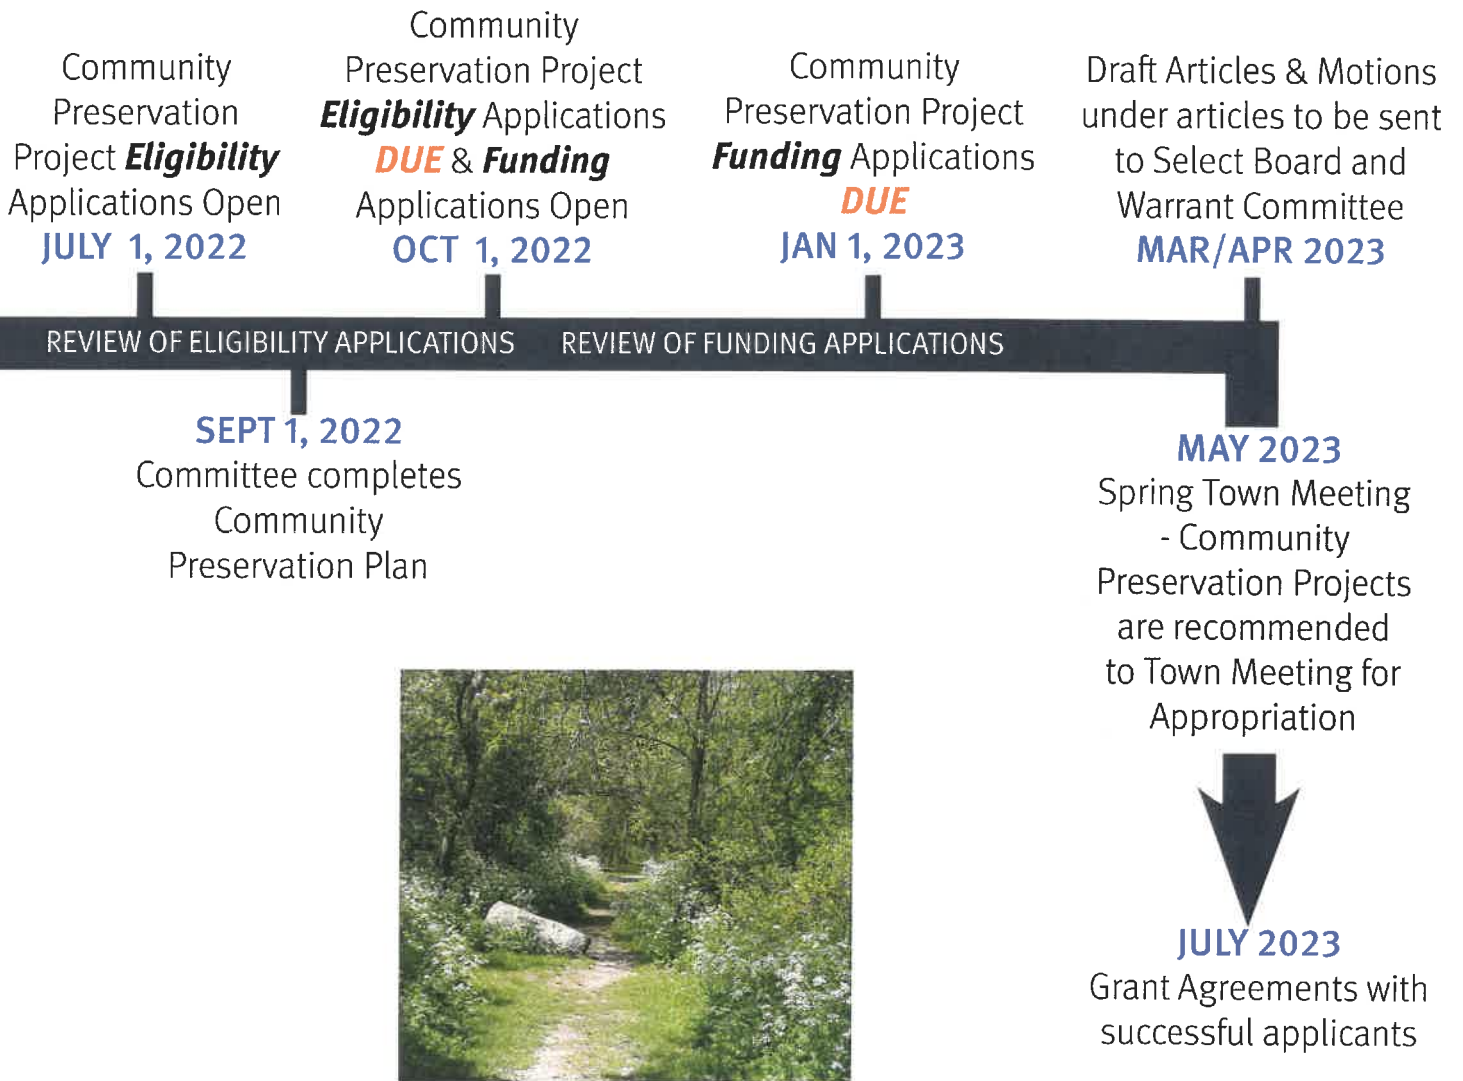 Community
Preservation
Project Eligibility
Applications Open
JULY 1, 2022
Community
Preservation Project
Eligibility Applications
DUE & Funding
Applications Open
OCT 1, 2022
Community
Preservation Project
Funding Applications
DUE
JAN 1, 2023
Draft Articles & Motions
under articles to be sent
to Select Board and
Warrant Committee
MAR/APR 2023
REVIEW OF ELIGIBILITY APPLICATIONS
REVIEW OF FUNDING APPLICATIONS
SEPT 1, 2022
Committee completes
Community
Preservation Plan
MAY 2023
Spring Town Meeting
- Community
Preservation Projects
are recommended
to Town Meeting for
Appropriation
JULY 2023
Grant Agreements with
successful applicants